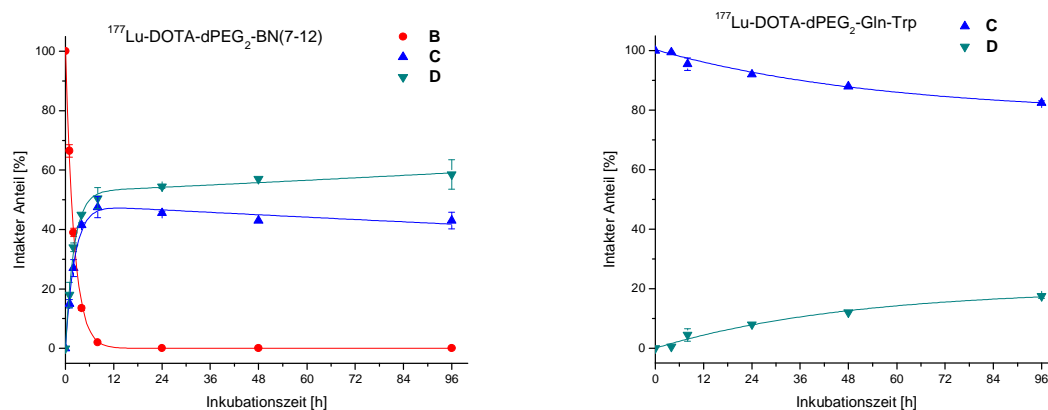 ¹⁷⁷Lu-DOTA-dPEG₂-BN(7-12)
B
C
D
Intakter Anteil [%]
100
80
60
40
20
0
0 12 24 36 48 60 72 84 96
Inkubationszeit [h]
¹⁷⁷Lu-DOTA-dPEG₂-Gln-Trp
C
D
Intakter Anteil [%]
100
80
60
40
20
0
0 12 24 36 48 60 72 84 96
Inkubationszeit [h]